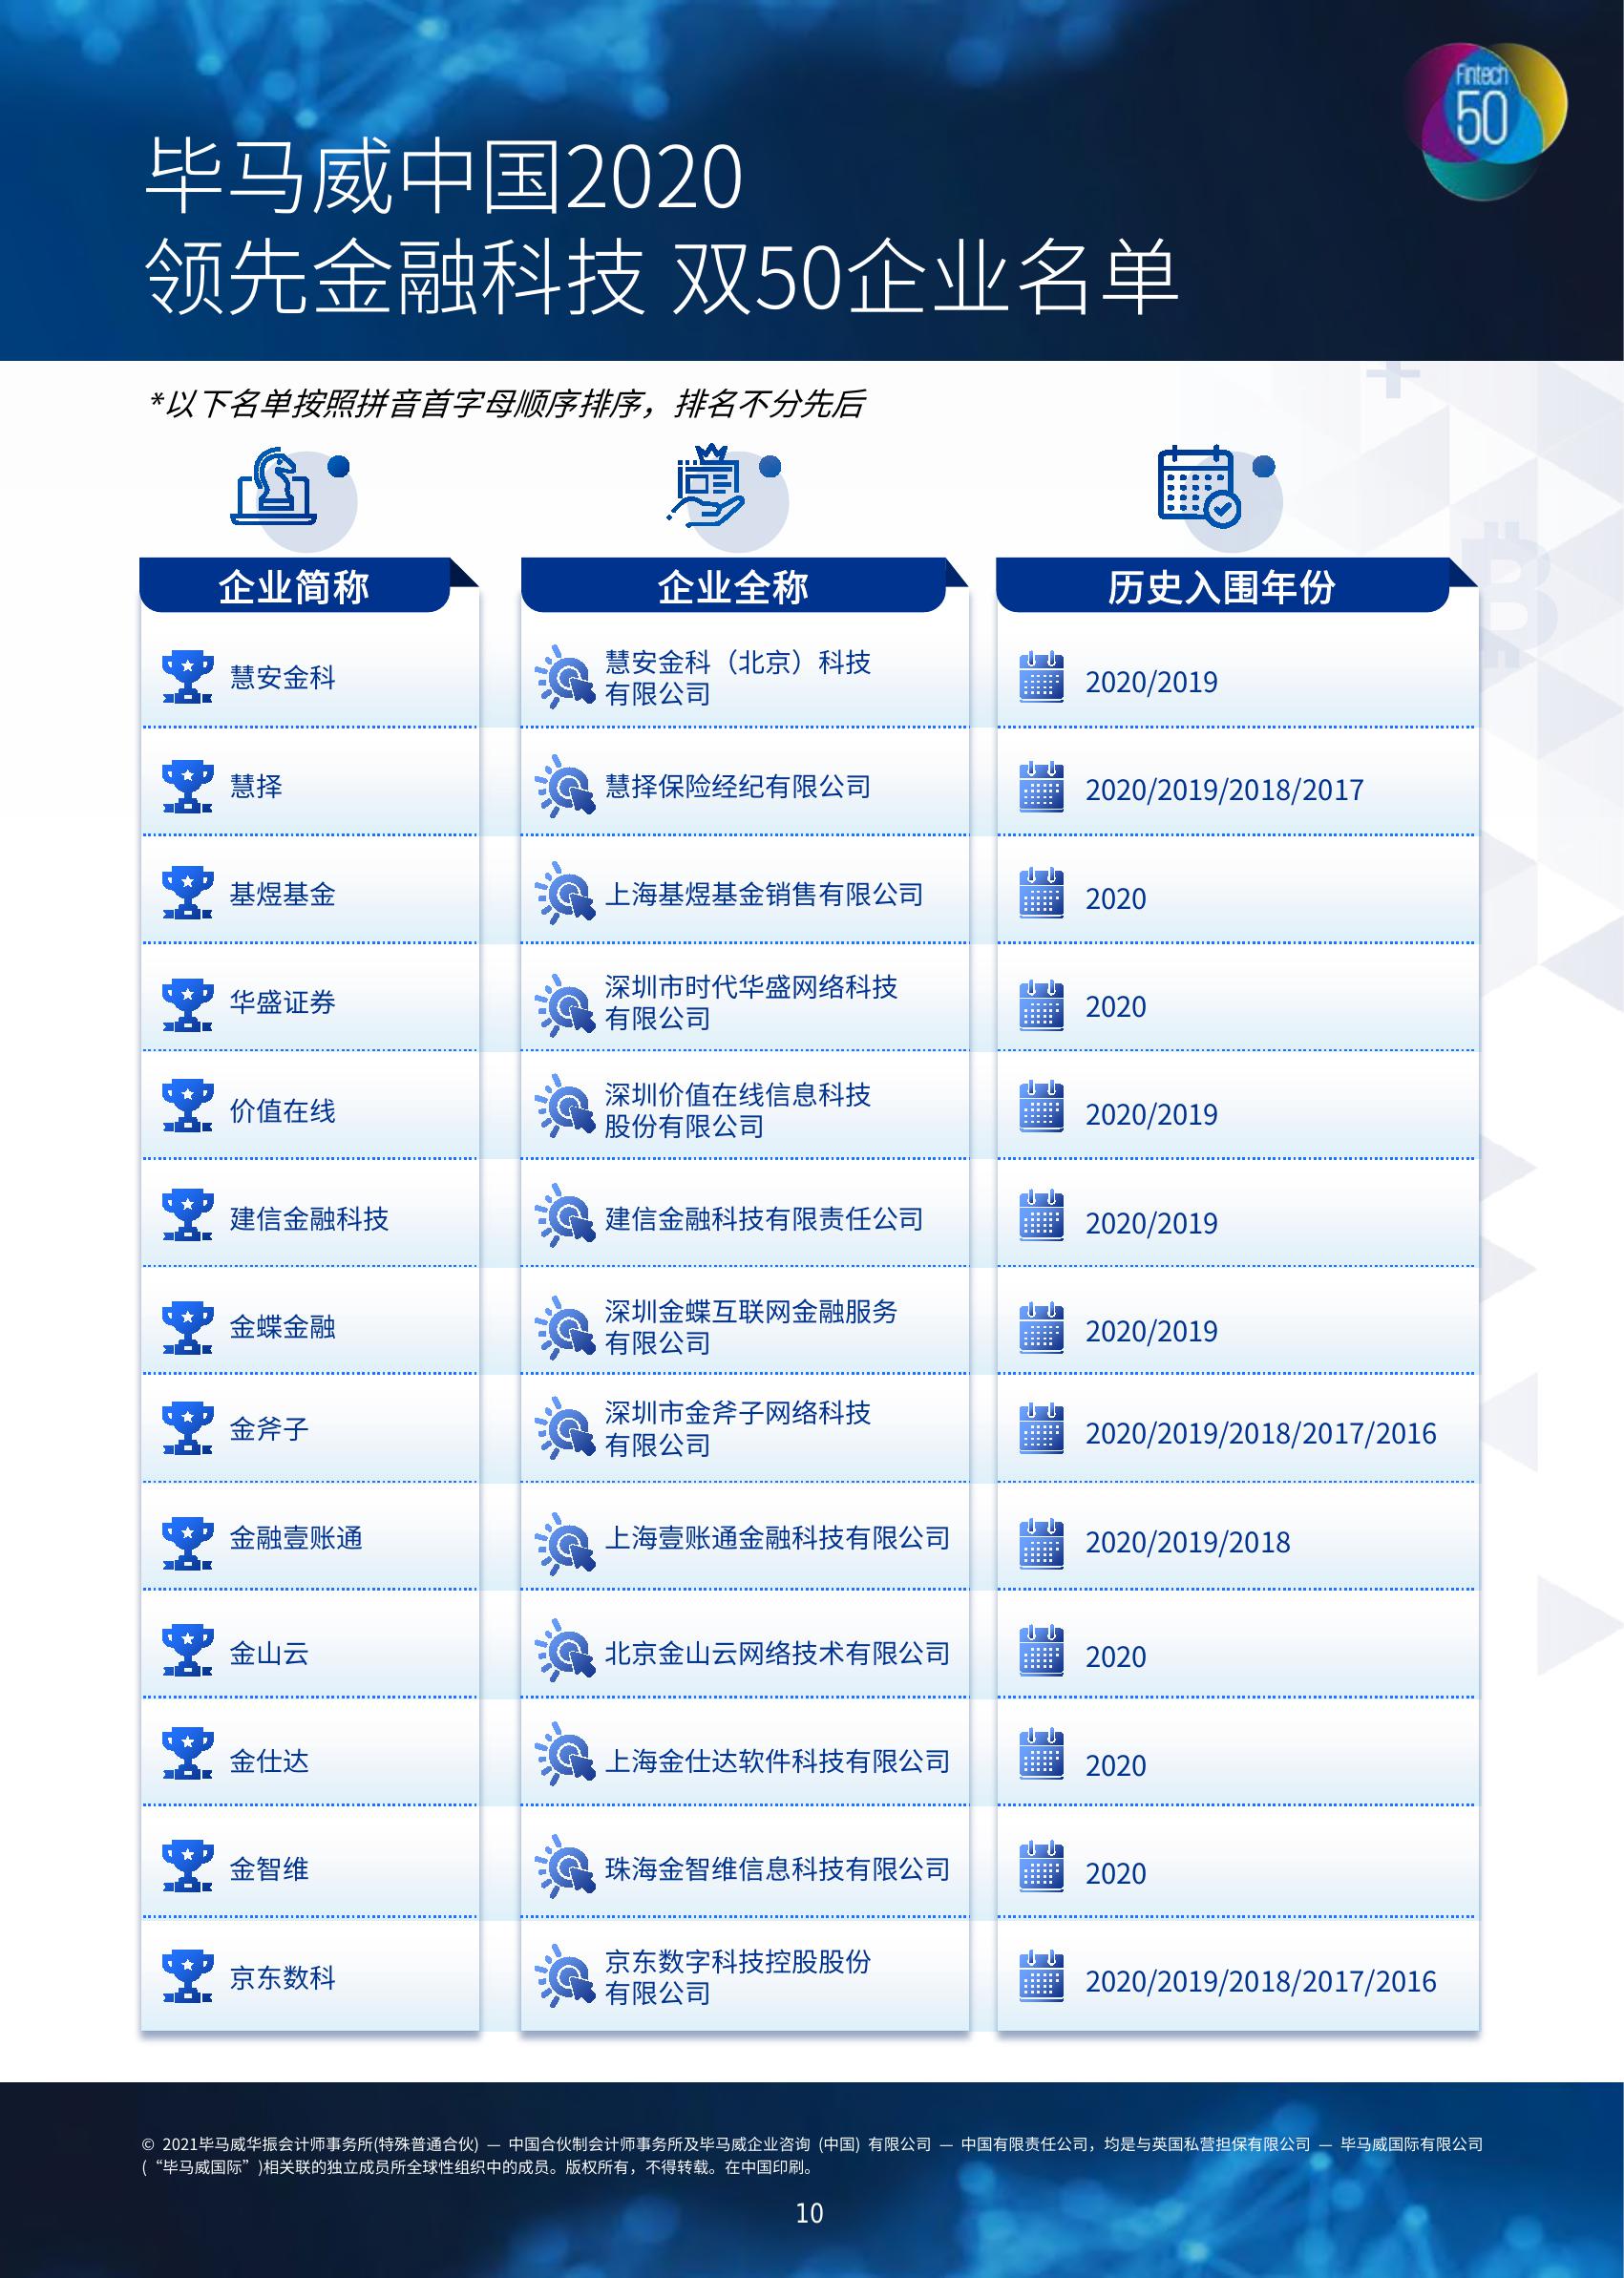 Fintech
50
毕马威中国2020
领先金融科技 双50企业名单
*以下名单按照拼音首字母顺序排序，排名不分先后
企业简称 企业全称 历史入围年份
慧安金科 慧安金科（北京）科技
有限公司 2020/2019
慧择 慧择保险经纪有限公司 2020/2019/2018/2017
基煜基金 上海基煜基金销售有限公司 2020
华盛证券 深圳市时代华盛网络科技
有限公司 2020
价值在线 深圳价值在线信息科技
股份有限公司 2020/2019
建信金融科技 建信金融科技有限责任公司 2020/2019
金蝶金融 深圳金蝶互联网金融服务
有限公司 2020/2019
金斧子 深圳市金斧子网络科技
有限公司 2020/2019/2018/2017/2016
金融壹账通 上海壹账通金融科技有限公司 2020/2019/2018
金山云 北京金山云网络技术有限公司 2020
金仕达 上海金仕达软件科技有限公司 2020
金智维 珠海金智维信息科技有限公司 2020
京东数科 京东数字科技控股股份
有限公司 2020/2019/2018/2017/2016
© 2021毕马威华振会计师事务所(特殊普通合伙) — 中国合伙制会计师事务所及毕马威企业咨询 (中国) 有限公司 — 中国有限责任公司，均是与英国私营担保有限公司 — 毕马威国际有限公司
(“毕马威国际”)相关联的独立成员所全球性组织中的成员。版权所有，不得转载。在中国印刷。
10